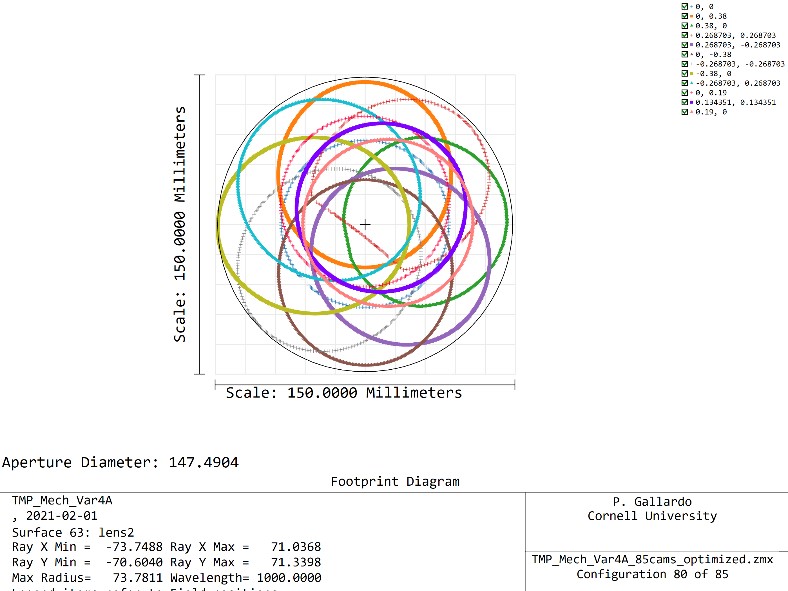 0, 0
0, 0.38
0.38, 0
0.268703, 0.268703
0.268703, -0.268703
0, -0.38
-0.268703, -0.268703
-0.38, 0
-0.268703, 0.268703
0, 0.19
0.134351, 0.134351
0.19, 0
Scale: 150.0000 Millimeters
Scale: 150.0000 Millimeters
Aperture Diameter: 147.4904
Footprint Diagram
TMP_Mech_Var4A
, 2021-02-01
Surface 63: lens2
Ray X Min = -73.7488 Ray X Max = 71.0368
Ray Y Min = -70.6040 Ray Y Max = 71.3398
Max Radius= 73.7811 Wavelength= 1000.0000
P. Gallardo
Cornell University
TMP_Mech_Var4A_85cams_optimized.zmx
Configuration 80 of 85